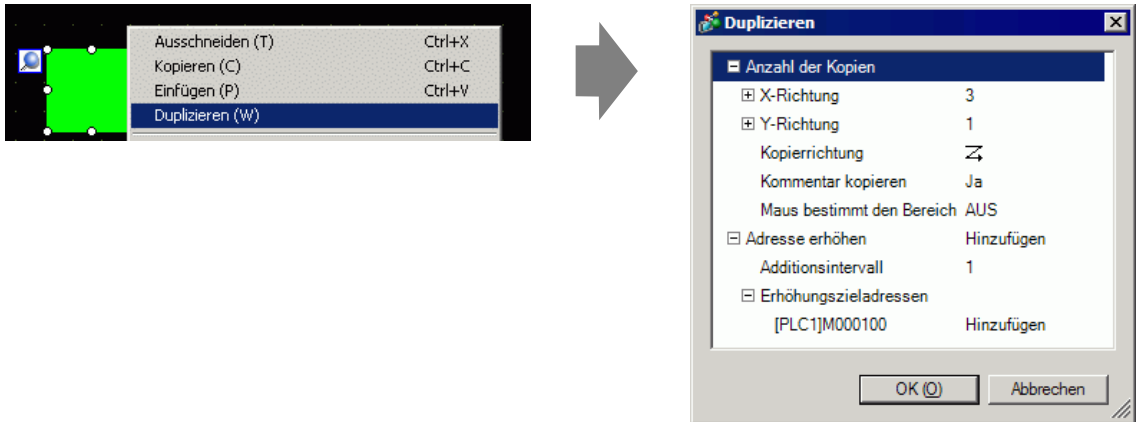 Ausschneiden (T) Ctrl+X
Kopieren (C) Ctrl+C
Einfügen (P) Ctrl+V
Duplizieren (W)
Duplizieren
Anzahl der Kopien
X-Richtung 3
Y-Richtung 1
Kopierrichtung
Kommentar kopieren Ja
Maus bestimmt den Bereich AUS
Adresse erhöhen Hinzufügen
Additionsintervall 1
Erhöhungszieladressen
[PLC1]M000100 Hinzufügen
OK (O) Abbrechen